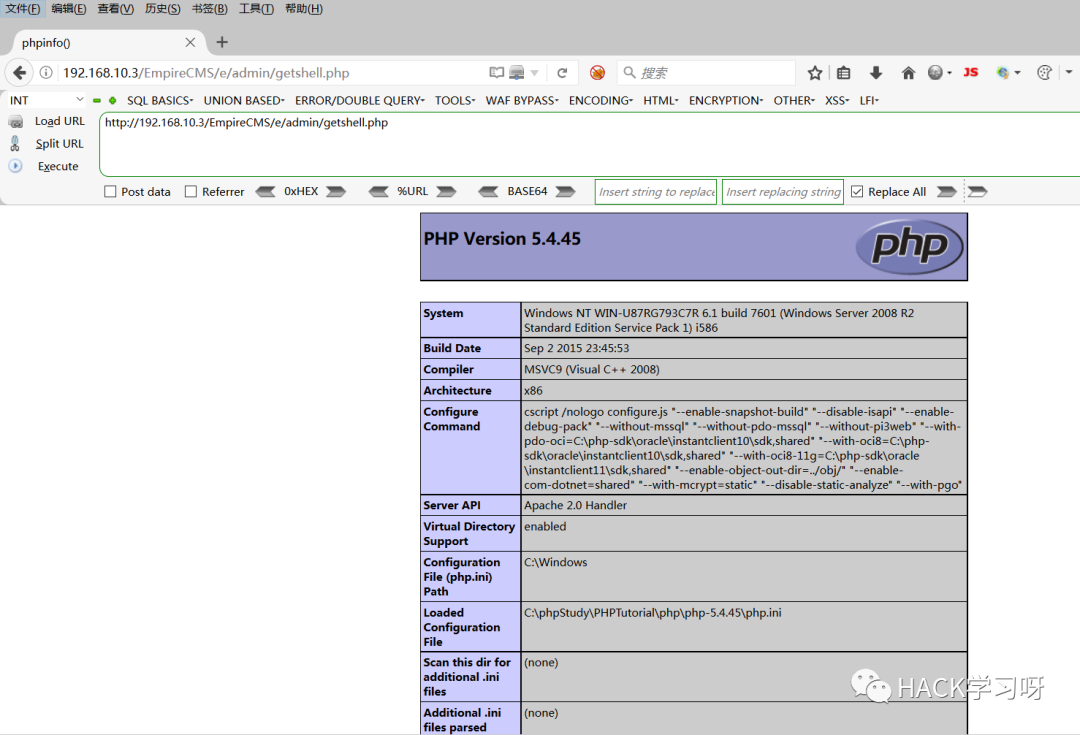 文件(F) 编辑(E) 查看(V) 历史(S) 书签(B) 工具(T) 帮助(H)
phpinfo()
192.168.10.3/EmpireCMS/e/admin/getshell.php
搜索
JS
INT
SQL BASICS UNION BASED ERROR/DOUBLE QUERY TOOLS WAF BYPASS ENCODING HTML ENCRYPTION OTHER XSS LFI
Load URL
http://192.168.10.3/EmpireCMS/e/admin/getshell.php
Split URL
Execute
Post data Referrer 0xHEX %URL BASE64 Insert string to replace Insert replacing string Replace All
PHP Version 5.4.45
php
System
Windows NT WIN-U87RG793C7R 6.1 build 7601 (Windows Server 2008 R2
Standard Edition Service Pack 1) i586
Build Date
Sep 2 2015 23:45:53
Compiler
MSVC9 (Visual C++ 2008)
Architecture
x86
Configure
Command
cscript /nologo configure.js "--enable-snapshot-build" "--disable-isapi" "--enable-
debug-pack" "--without-mssql" "--without-pdo-mssql" "--without-pi3web" "--with-
pdo-oci=C:\php-sdk\oracle\instantclient10\sdk,shared" "--with-oci8=C:\php-
sdk\oracle\instantclient10\sdk,shared" "--with-oci8-11g=C:\php-sdk\oracle
\instantclient11\sdk,shared" "--enable-object-out-dir=../obj/" "--enable-
com-dotnet=shared" "--with-mcrypt=static" "--disable-static-analyze" "--with-pgo"
Server API
Apache 2.0 Handler
Virtual Directory
Support
enabled
Configuration
File (php.ini)
Path
C:\Windows
Loaded
Configuration
File
C:\phpStudy\PHPTutorial\php\php-5.4.45\php.ini
Scan this dir for
additional .ini
files
(none)
Additional .ini
files parsed
(none)
HACK学习呀